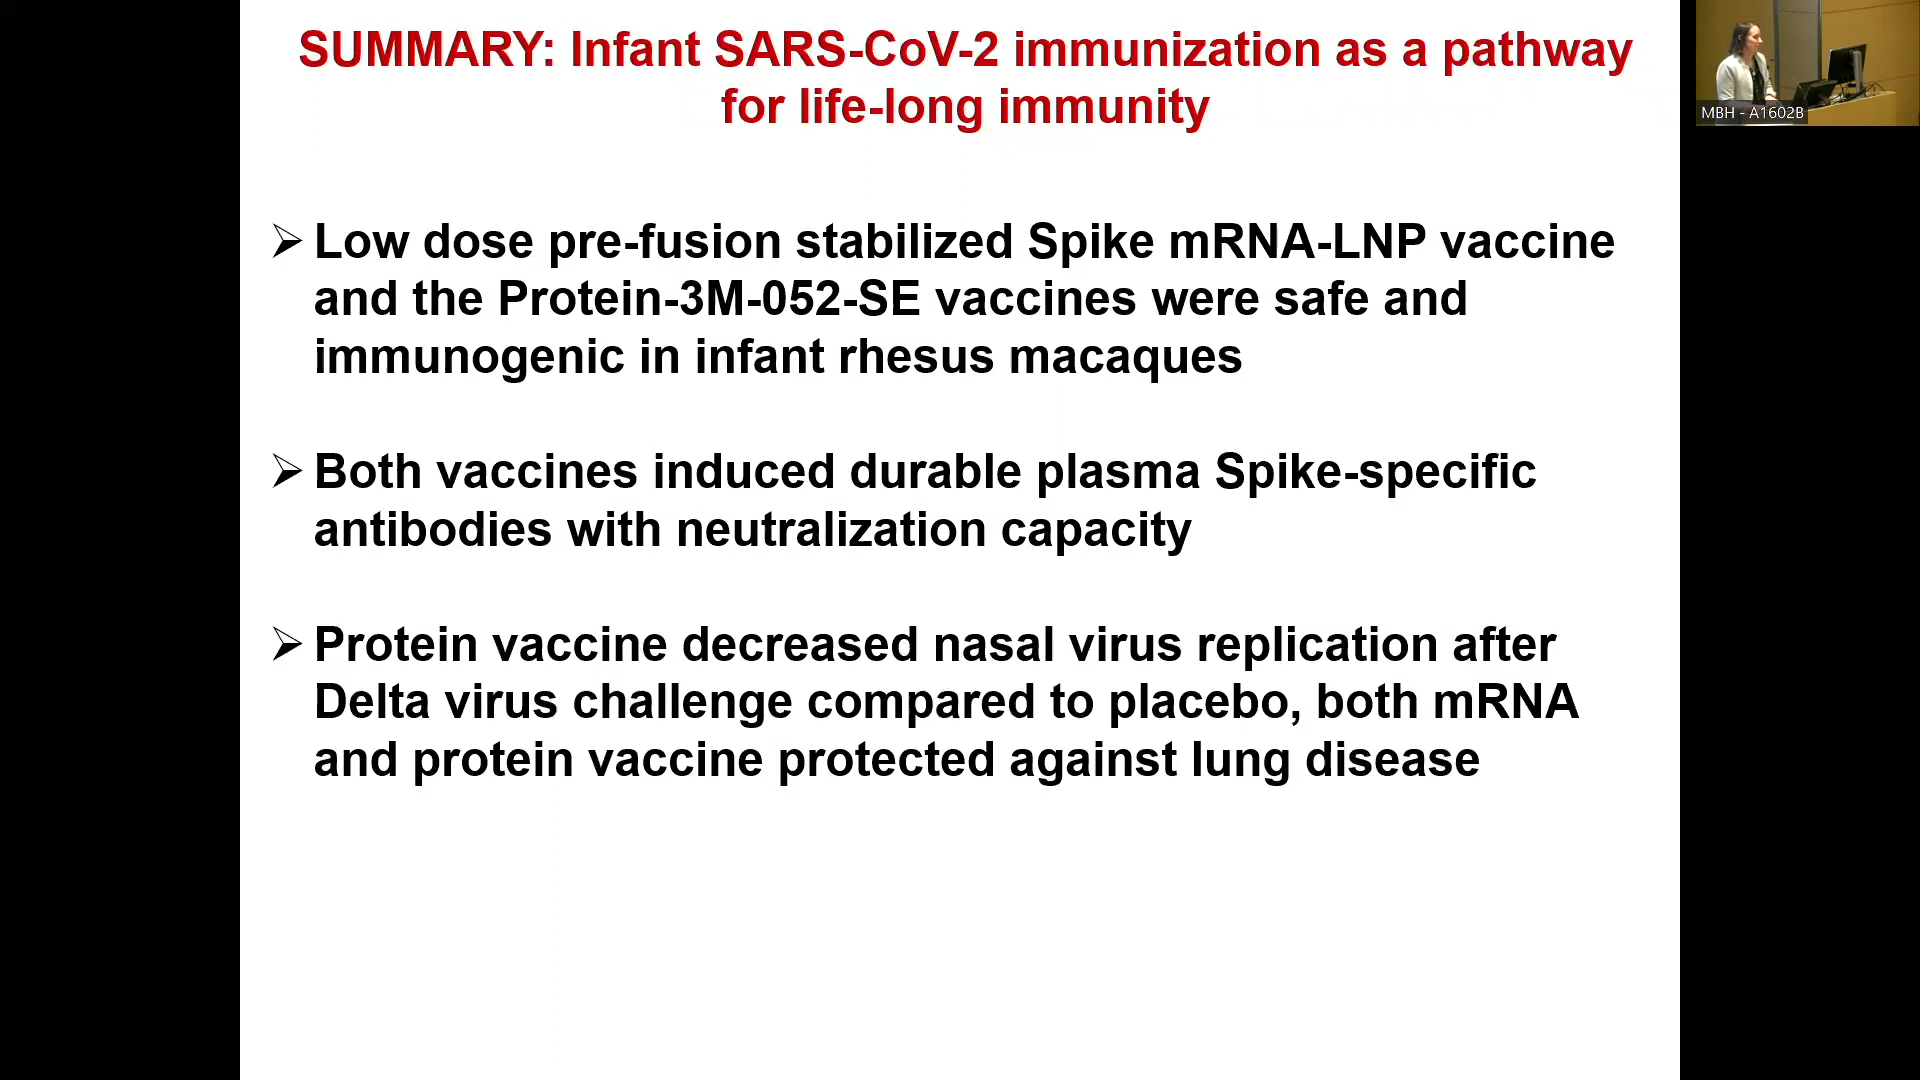 SUMMARY: Infant SARS-CoV-2 immunization as a pathway
for life-long immunity
MBH - A1602B
➢ Low dose pre-fusion stabilized Spike mRNA-LNP vaccine
and the Protein-3M-052-SE vaccines were safe and
immunogenic in infant rhesus macaques
➢ Both vaccines induced durable plasma Spike-specific
antibodies with neutralization capacity
➢ Protein vaccine decreased nasal virus replication after
Delta virus challenge compared to placebo, both mRNA
and protein vaccine protected against lung disease